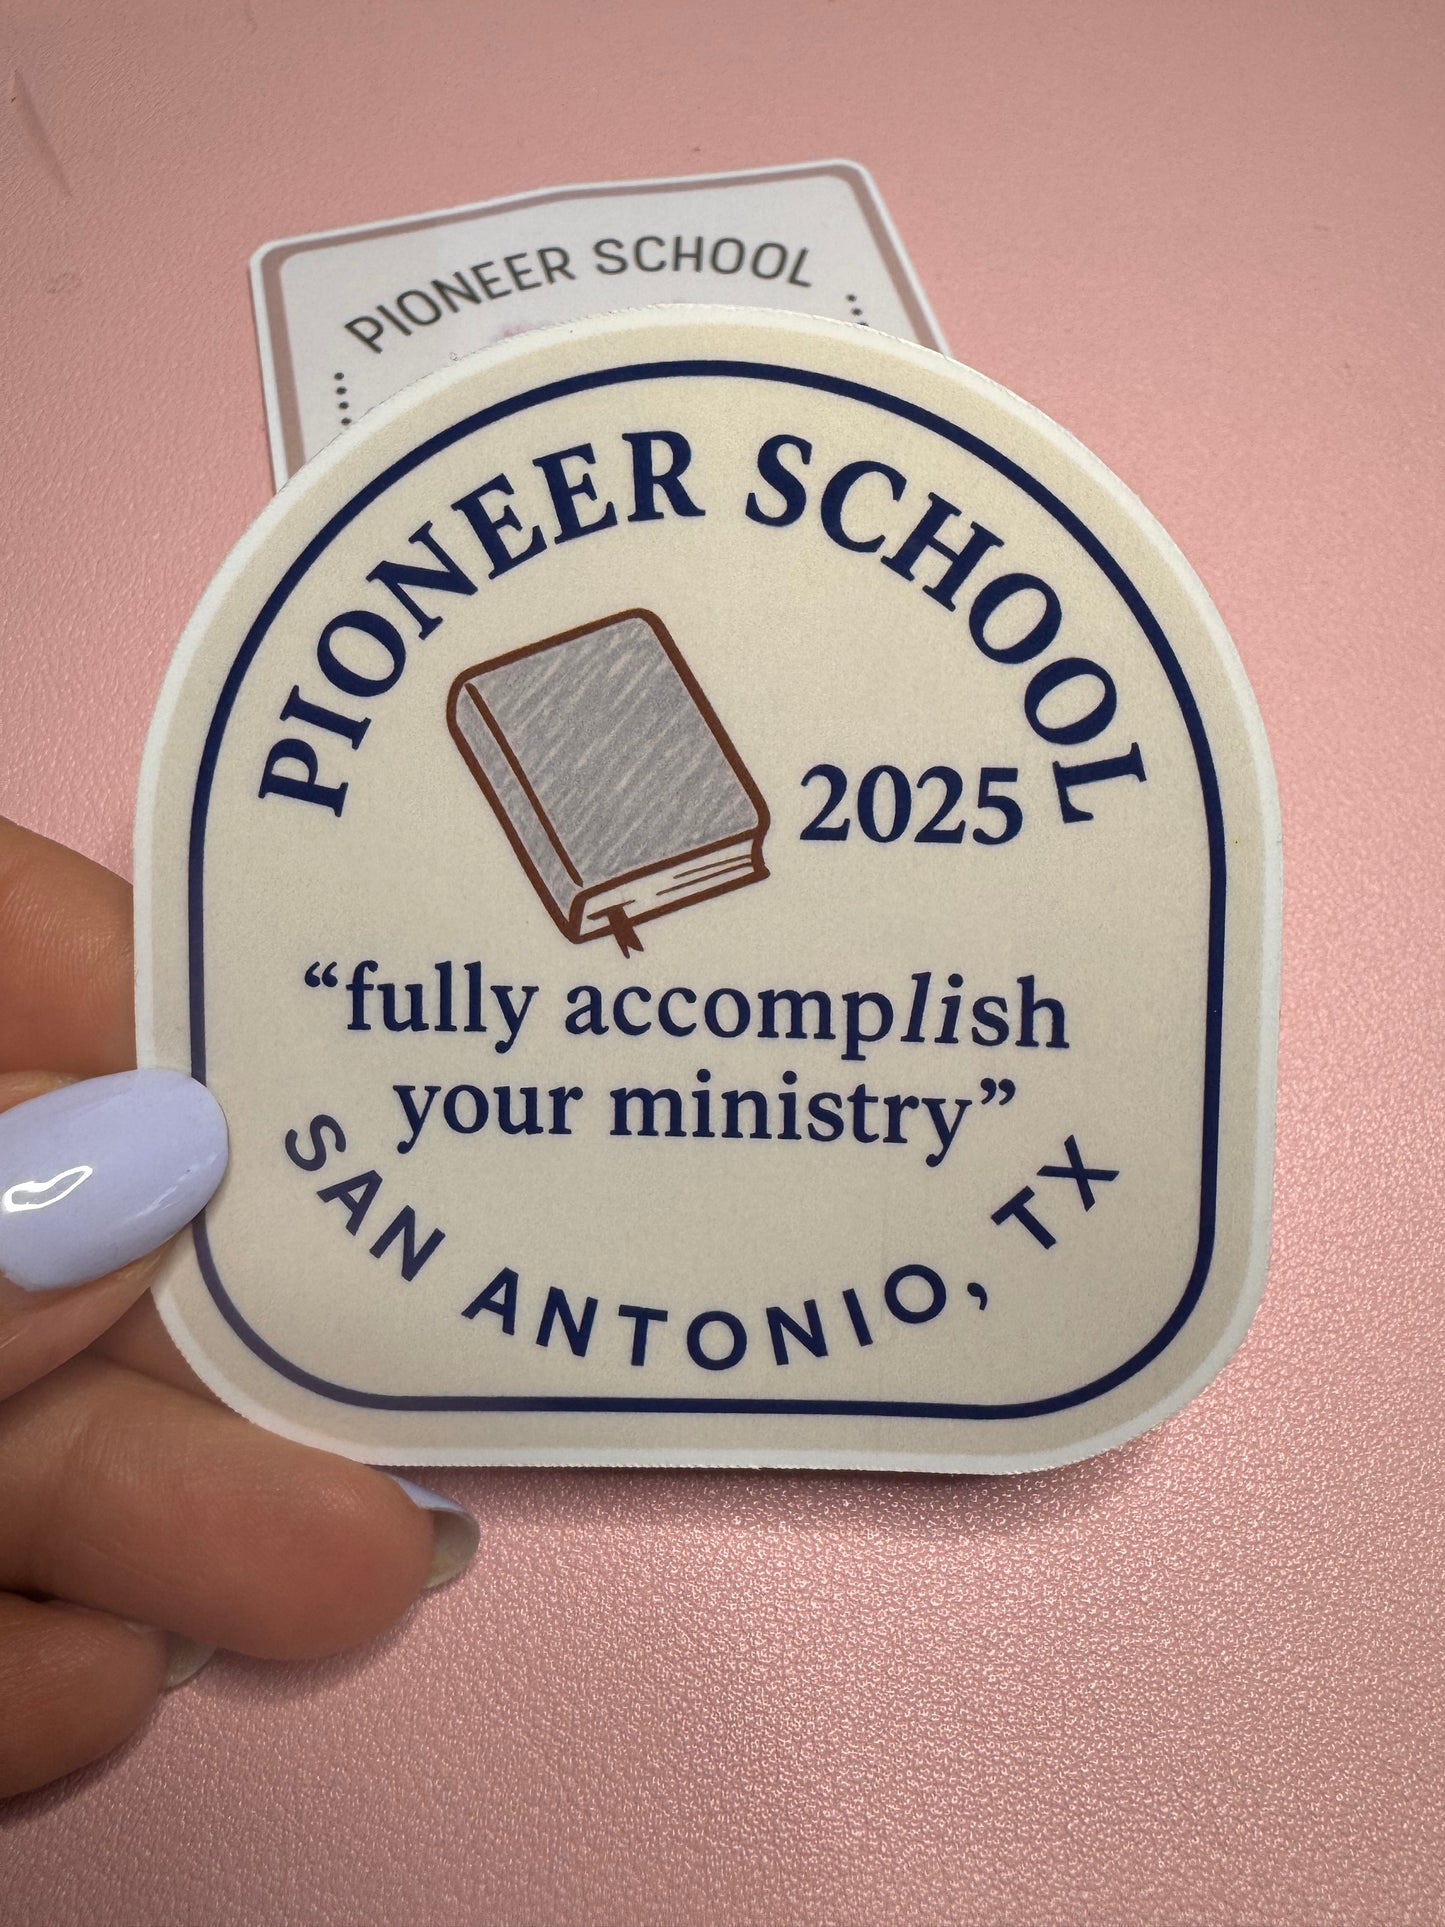 PIONEER SCHOOL
PIONEER SCHOOL
2025
“fully accomplish
your ministry”
SAN ANTONIO, TX